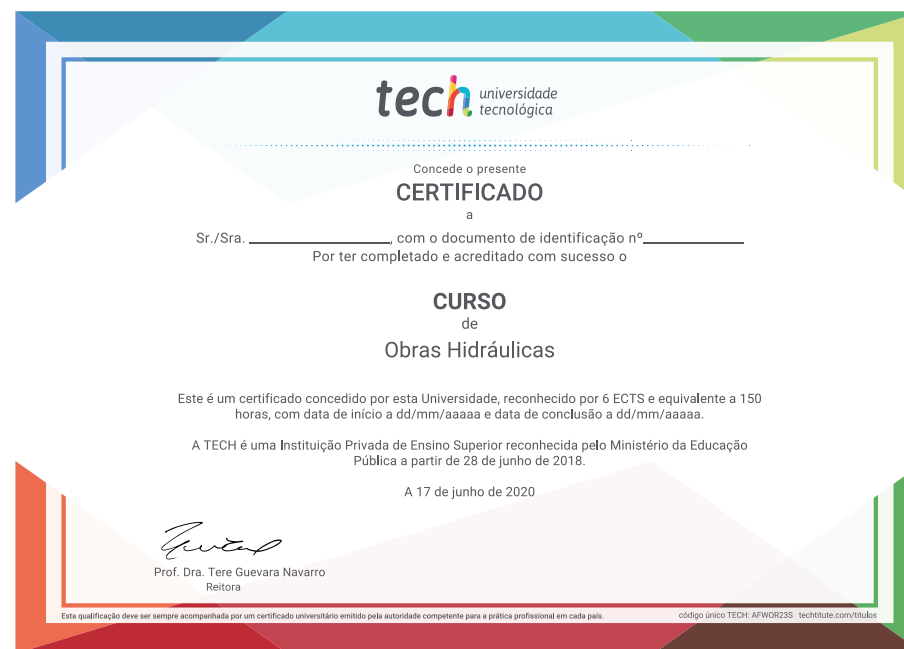 tech universidade
tecnológica
Concede o presente
CERTIFICADO
a
Sr./Sra. ____________________, com o documento de identificação nº______________
Por ter completado e acreditado com sucesso o
CURSO
de
Obras Hidráulicas
Este é um certificado concedido por esta Universidade, reconhecido por 6 ECTS e equivalente a 150
horas, com data de início a dd/mm/aaaaa e data de conclusão a dd/mm/aaaaa.
A TECH é uma Instituição Privada de Ensino Superior reconhecida pelo Ministério da Educação
Pública a partir de 28 de junho de 2018.
A 17 de junho de 2020
Prof. Dra. Tere Guevara Navarro
Reitora
Esta qualificação deve ser sempre acompanhada por um certificado universitário emitido pela autoridade competente para a prática profissional em cada país.
código único TECH: AFWOR23S techtitute.com/titulos